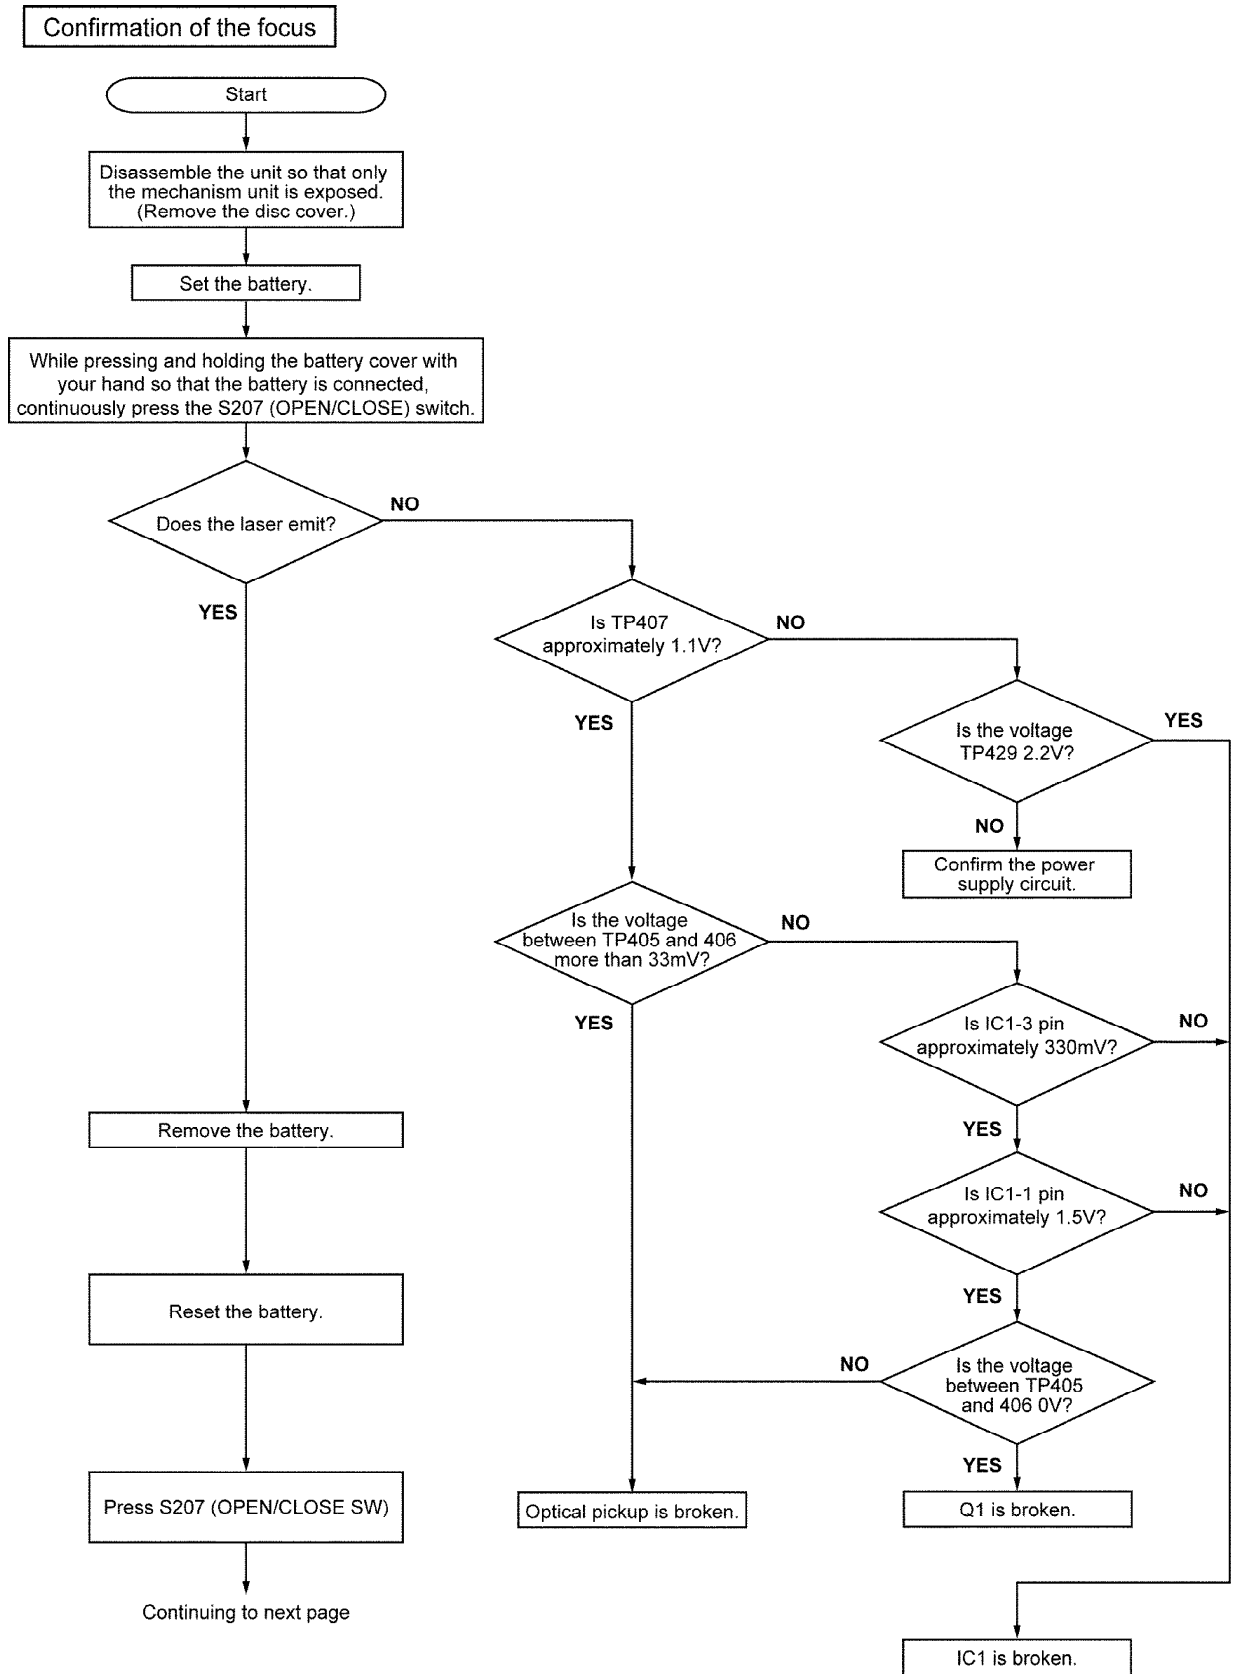 Confirmation of the focus
Start
Disassemble the unit so that only
the mechanism unit is exposed.
(Remove the disc cover.)
Set the battery.
While pressing and holding the battery cover with
your hand so that the battery is connected,
continuously press the S207 (OPEN/CLOSE) switch.
Does the laser emit?
NO
YES
Is TP407
approximately 1.1V?
NO
YES
Is the voltage
TP429 2.2V?
YES
NO
Confirm the power
supply circuit.
Is the voltage
between TP405 and 406
more than 33mV?
NO
YES
Is IC1-3 pin
approximately 330mV?
NO
YES
Is IC1-1 pin
approximately 1.5V?
NO
YES
Is the voltage
between TP405
and 406 0V?
NO
YES
Remove the battery.
Reset the battery.
Press S207 (OPEN/CLOSE SW)
Continuing to next page
Optical pickup is broken.
Q1 is broken.
IC1 is broken.